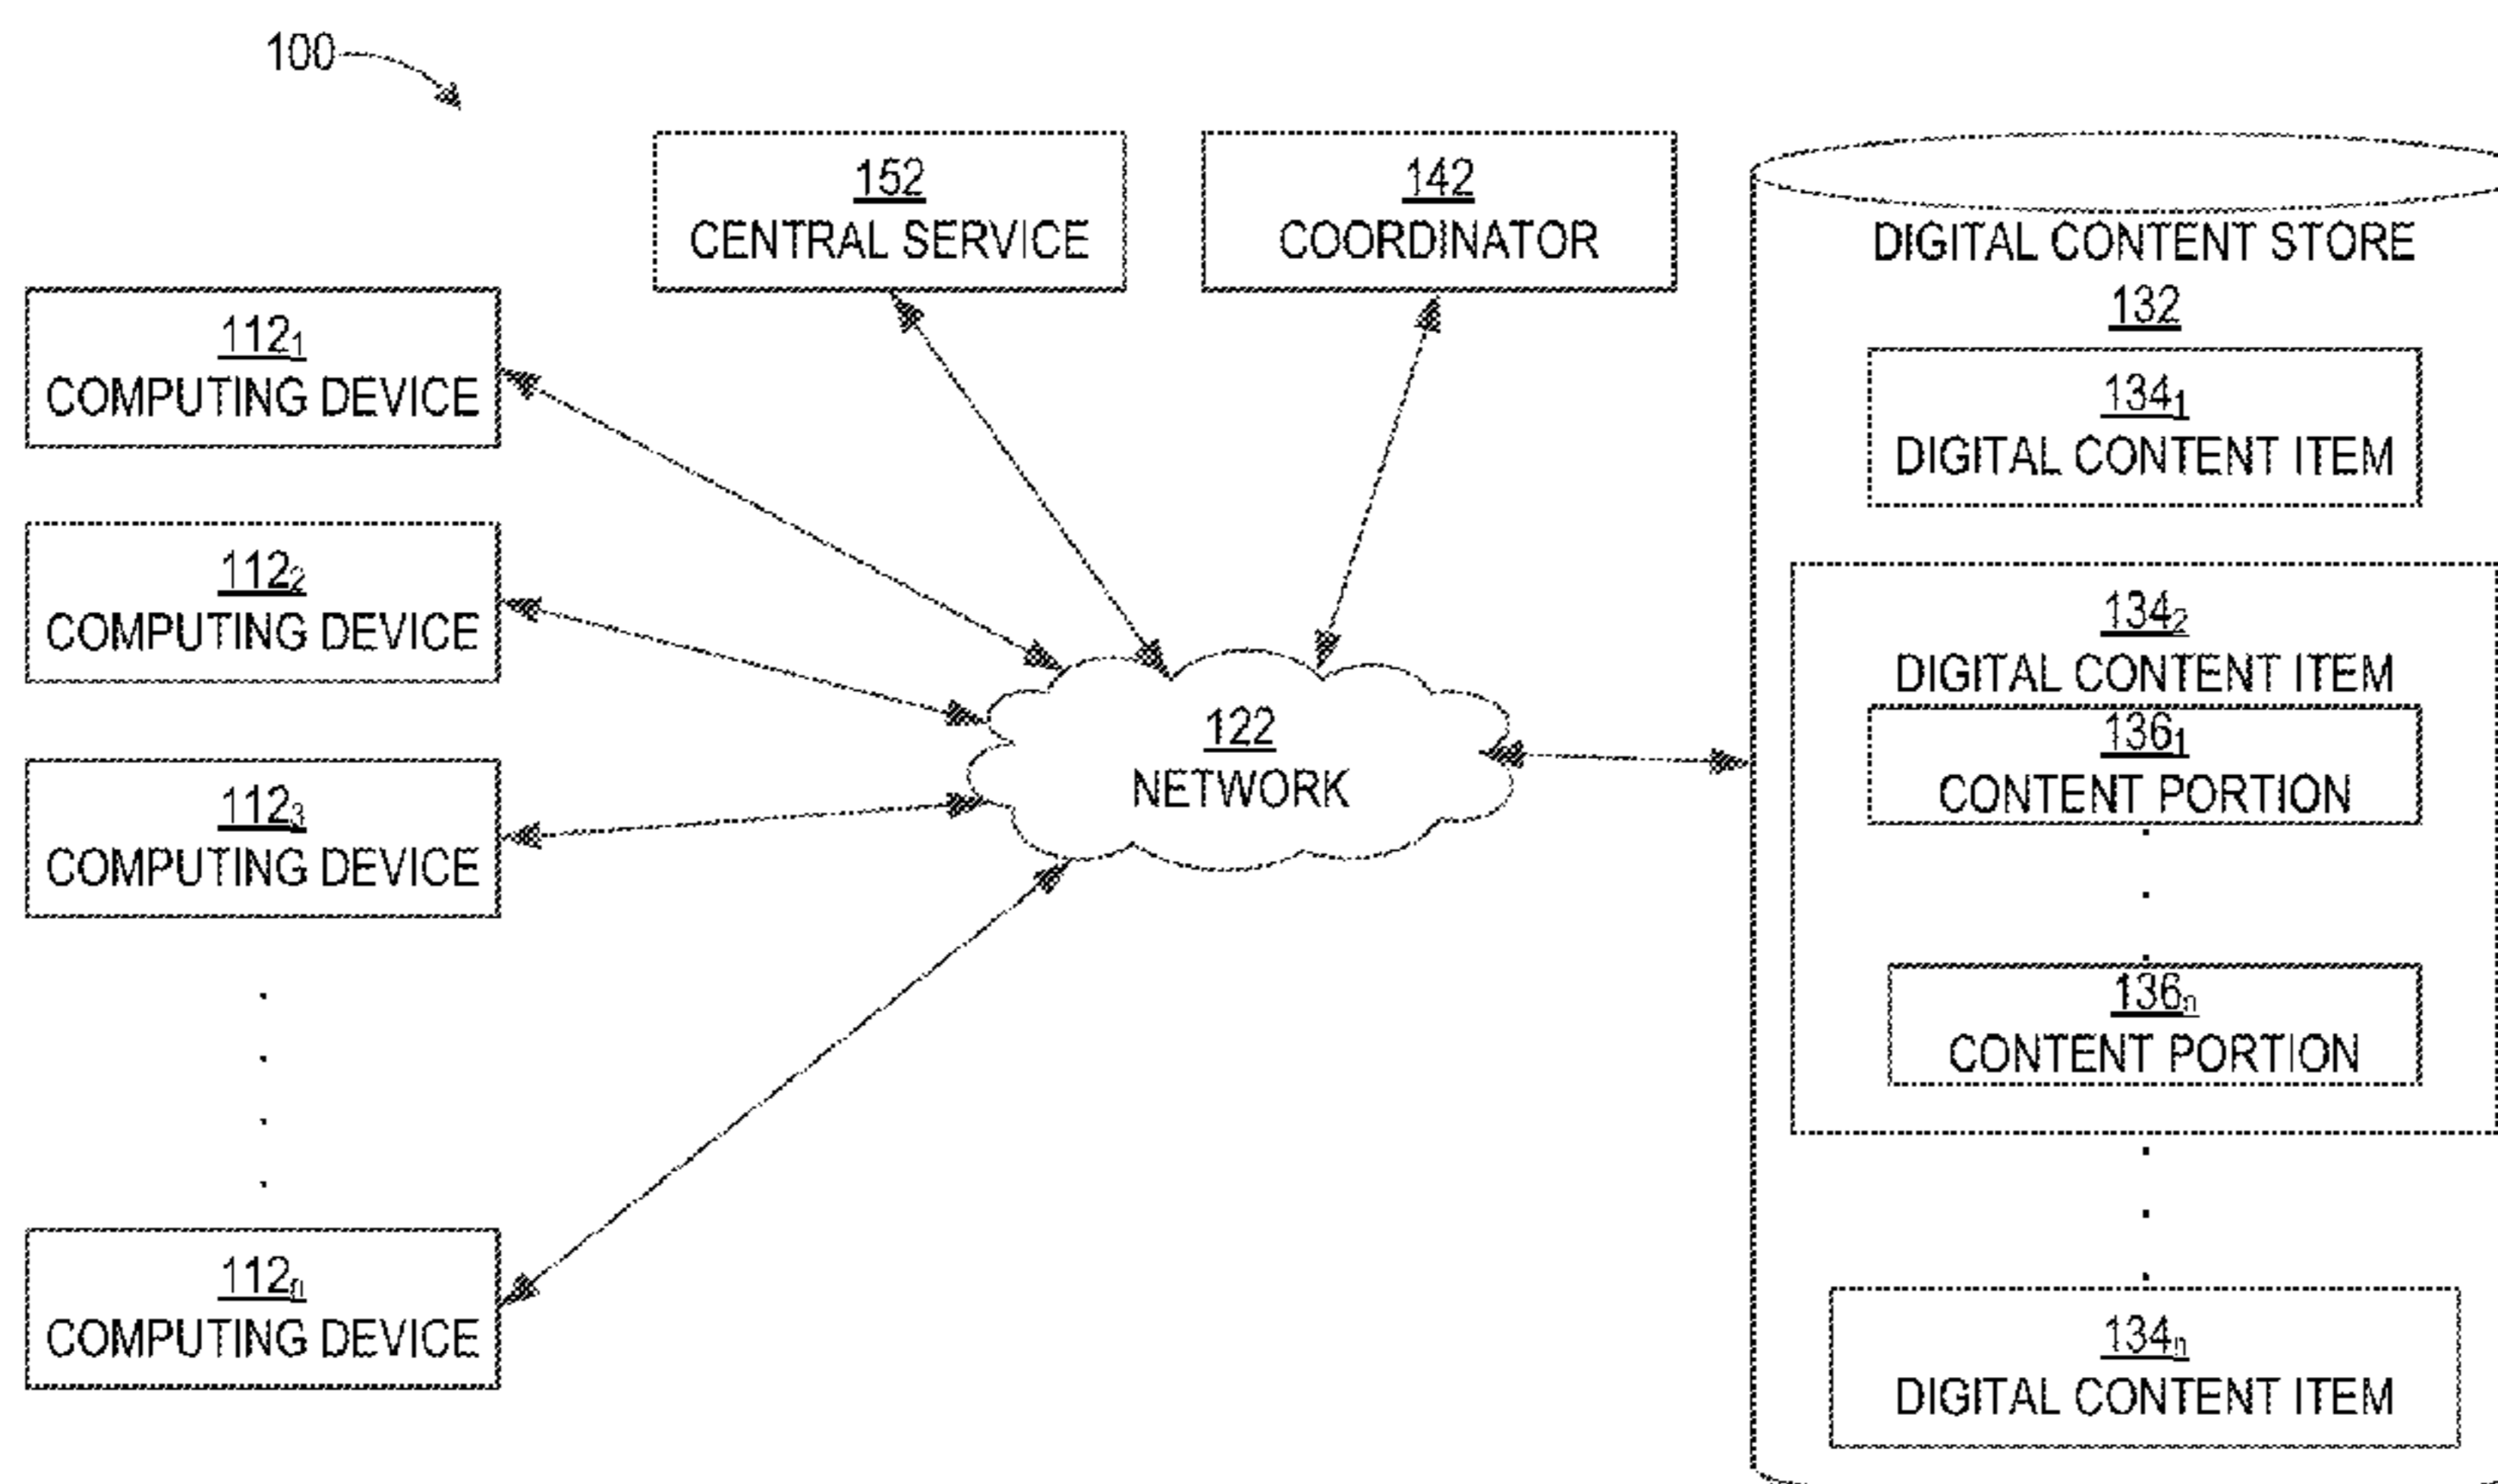 100
152
CENTRAL SERVICE
142
COORDINATOR
DIGITAL CONTENT STORE
132
112₁
COMPUTING DEVICE
112₂
COMPUTING DEVICE
112₃
COMPUTING DEVICE
112ₙ
COMPUTING DEVICE
122
NETWORK
134₁
DIGITAL CONTENT ITEM
134₂
DIGITAL CONTENT ITEM
136₁
CONTENT PORTION
136ₙ
CONTENT PORTION
134ₙ
DIGITAL CONTENT ITEM